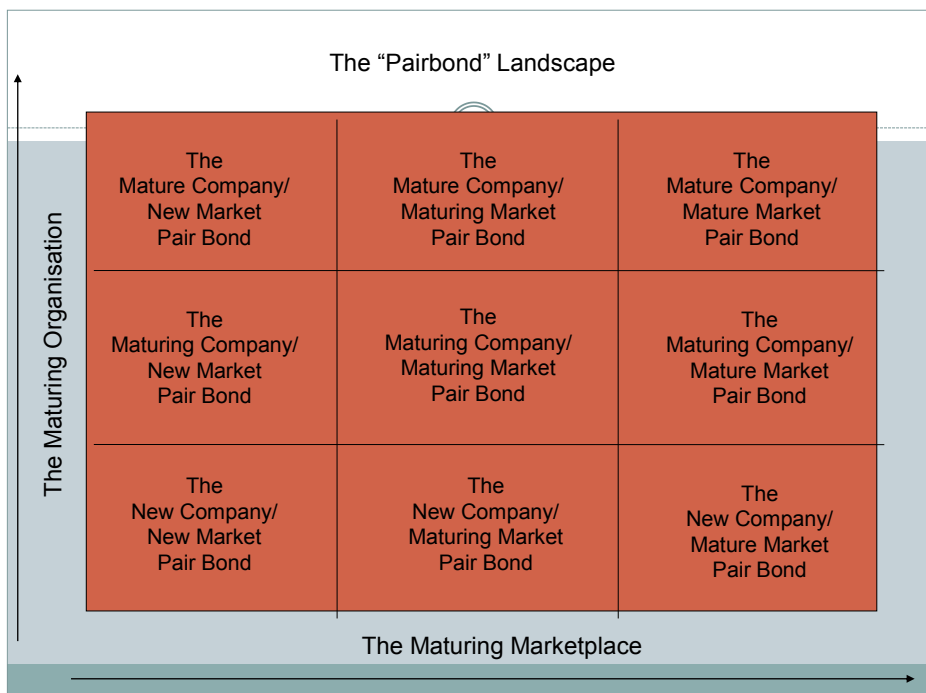 The “Pairbond” Landscape
The Maturing Organisation
The
Mature Company/
New Market
Pair Bond
The
Mature Company/
Maturing Market
Pair Bond
The
Mature Company/
Mature Market
Pair Bond
The
Maturing Company/
New Market
Pair Bond
The
Maturing Company/
Maturing Market
Pair Bond
The
Maturing Company/
Mature Market
Pair Bond
The
New Company/
New Market
Pair Bond
The
New Company/
Maturing Market
Pair Bond
The
New Company/
Mature Market
Pair Bond
The Maturing Marketplace